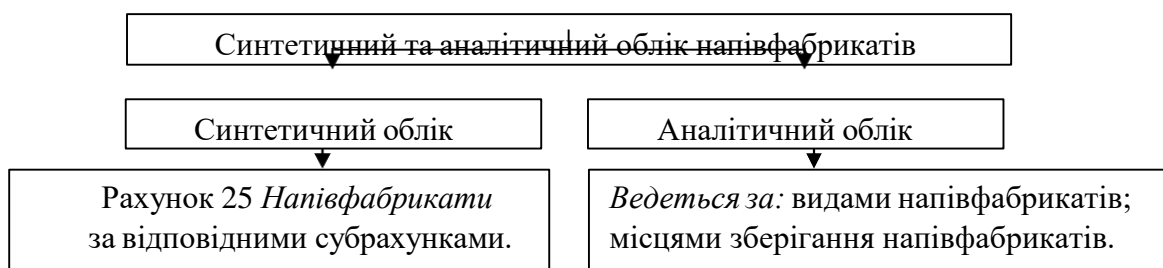 Синтетичний та аналітичний облік напівфабрикатів
Синтетичний облік
Аналітичний облік
Рахунок 25 Напівфабрикати
за відповідними субрахунками.
Ведеться за: видами напівфабрикатів;
місцями зберігання напівфабрикатів.